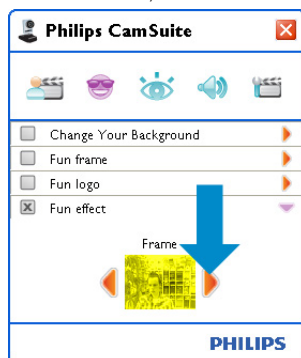 Philips CamSuite
Change Your Background
Fun frame
Fun logo
Fun effect
Frame
PHILIPS